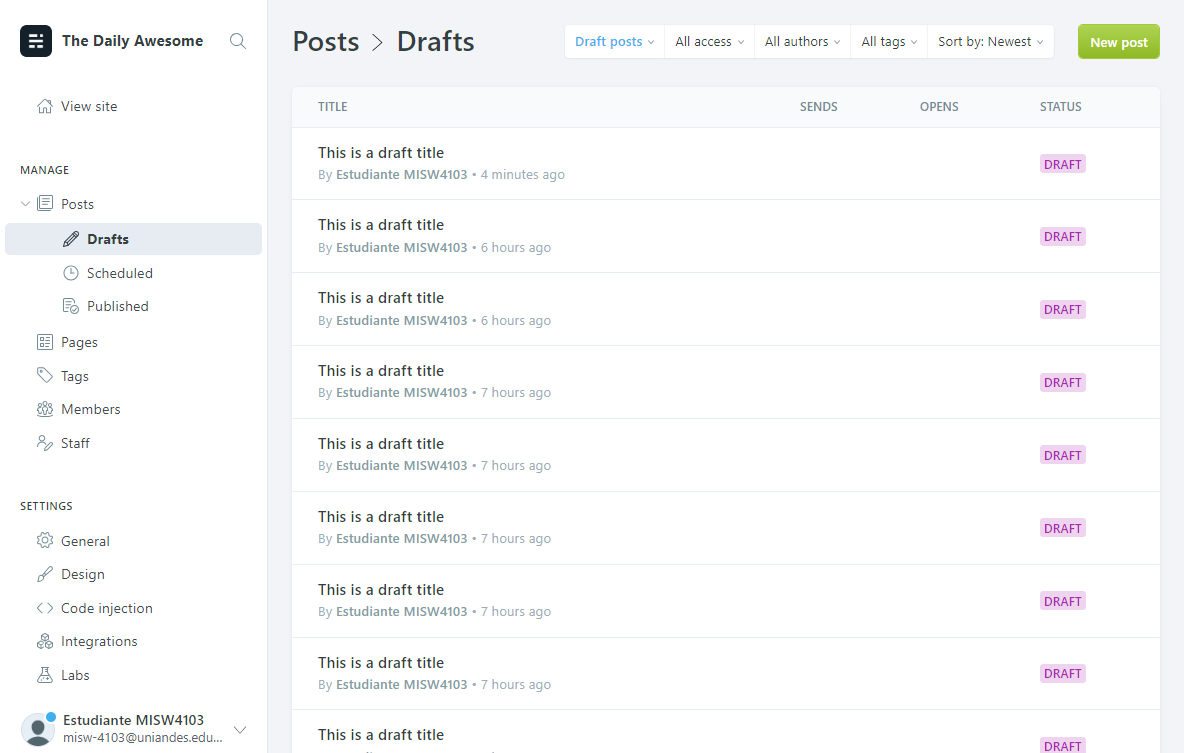 The Daily Awesome
View site
MANAGE
Posts
Drafts
Scheduled
Published
Pages
Tags
Members
Staff
SETTINGS
General
Design
Code injection
Integrations
Labs
Estudiante MISW4103
misw-4103@uniandes.edu...
Posts > Drafts
Draft posts All access All authors All tags Sort by: Newest New post
TITLE SENDS OPENS STATUS
This is a draft title
By Estudiante MISW4103 • 4 minutes ago
DRAFT
This is a draft title
By Estudiante MISW4103 • 6 hours ago
DRAFT
This is a draft title
By Estudiante MISW4103 • 6 hours ago
DRAFT
This is a draft title
By Estudiante MISW4103 • 7 hours ago
DRAFT
This is a draft title
By Estudiante MISW4103 • 7 hours ago
DRAFT
This is a draft title
By Estudiante MISW4103 • 7 hours ago
DRAFT
This is a draft title
By Estudiante MISW4103 • 7 hours ago
DRAFT
This is a draft title
By Estudiante MISW4103 • 7 hours ago
DRAFT
This is a draft title
DRAFT